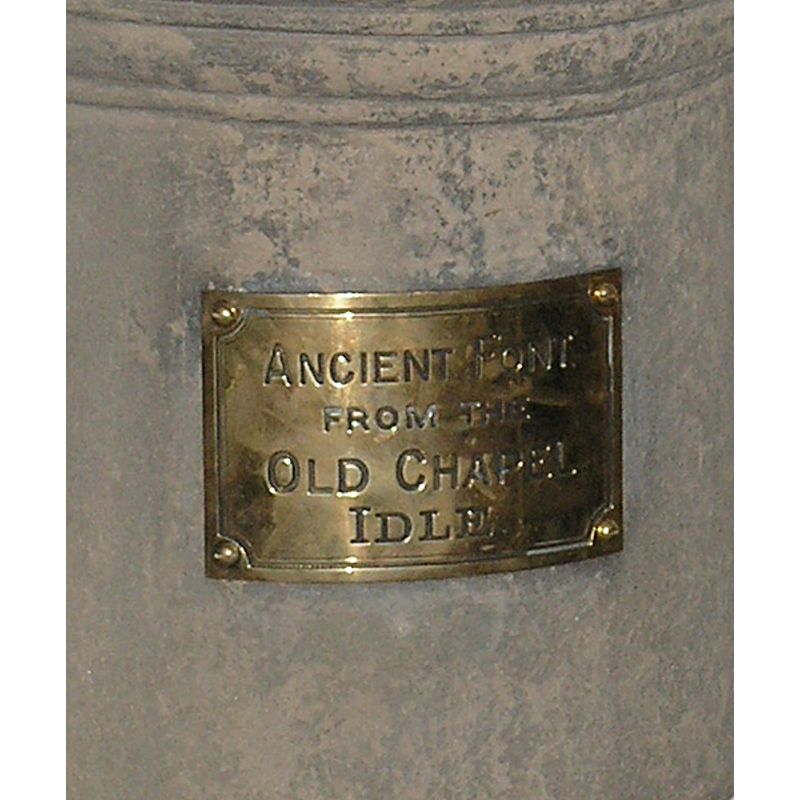 ANCIENT FONT
FROM THE
OLD CHAPEL
IDLE